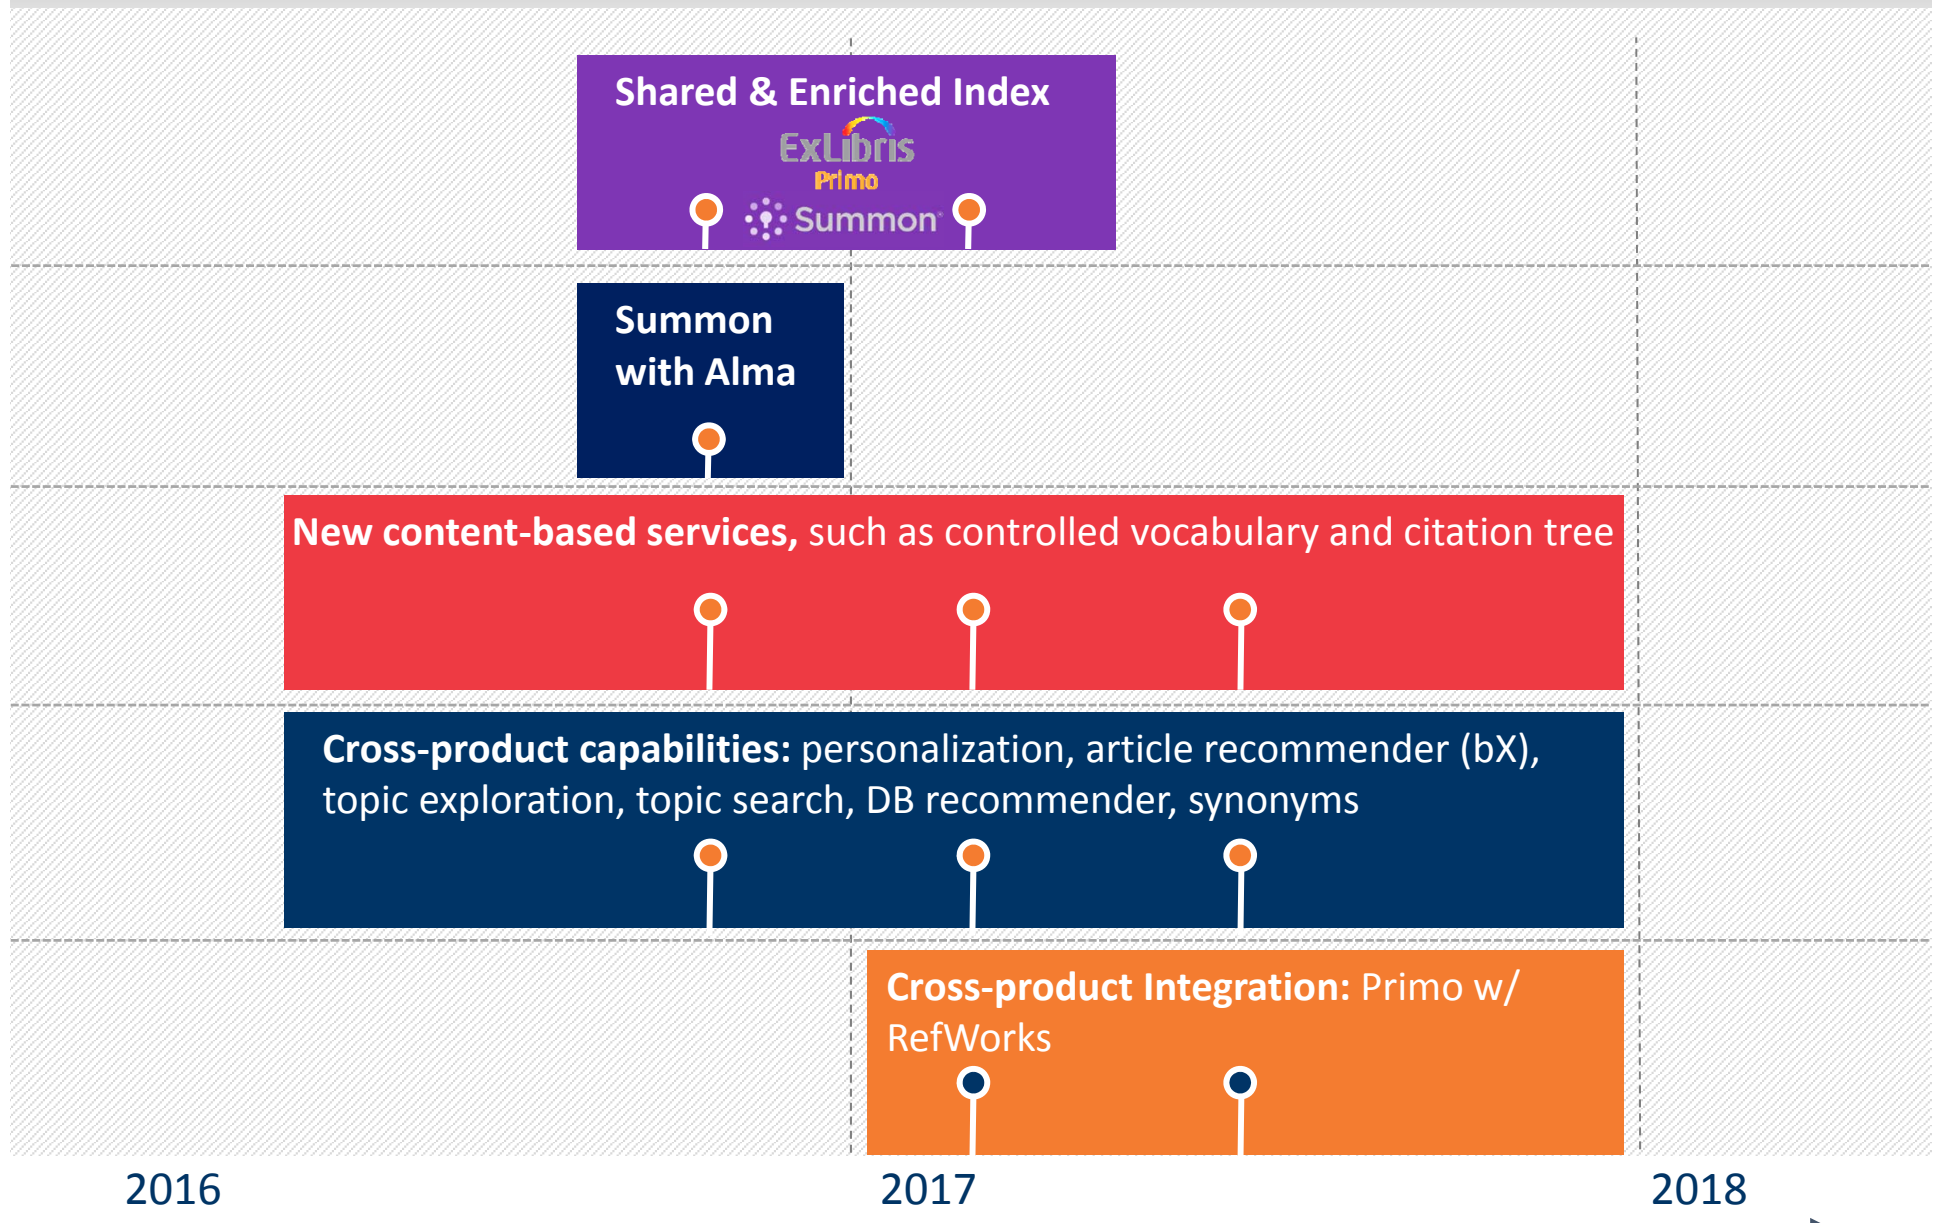 Shared & Enriched Index
ExLibris
Primo
Summon®
Summon
with Alma
New content-based services, such as controlled vocabulary and citation tree
Cross-product capabilities: personalization, article recommender (bX),
topic exploration, topic search, DB recommender, synonyms
Cross-product Integration: Primo w/
RefWorks
2016
2017
2018